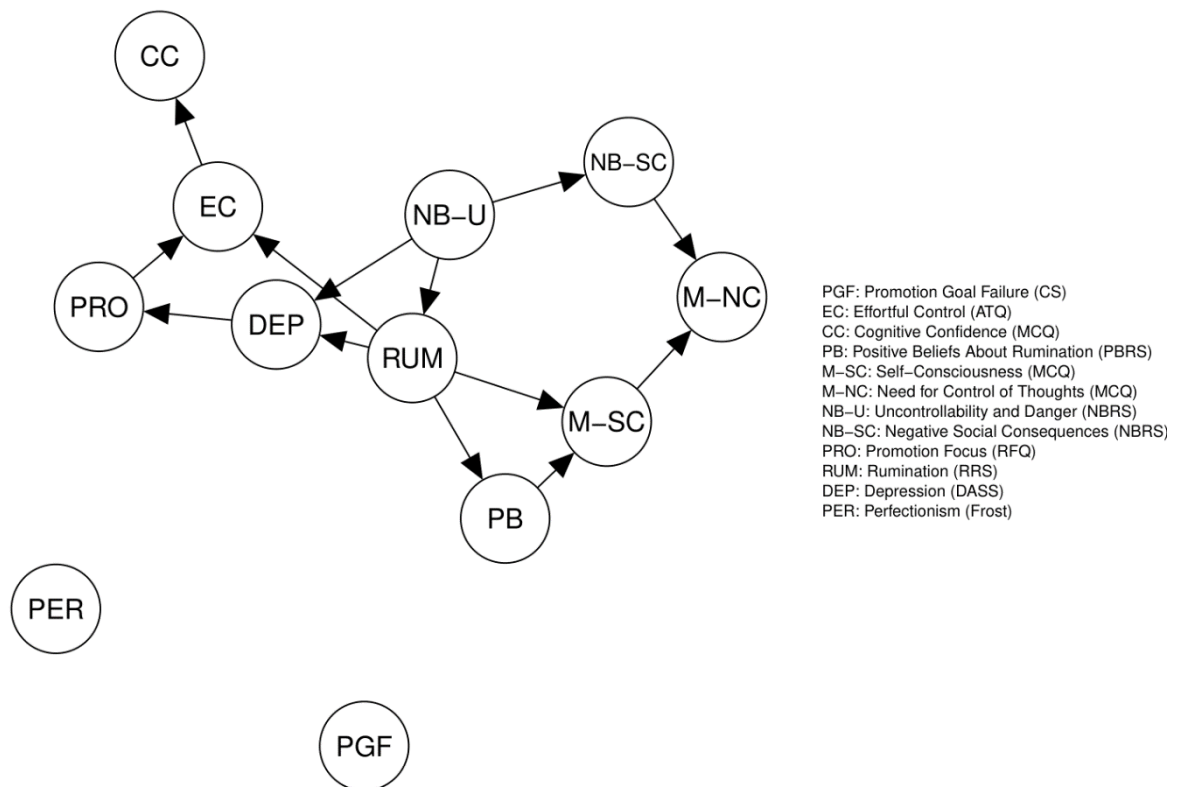 CC
NB–SC
EC
NB–U
M–NC
PRO
DEP
RUM
M–SC
PB
PER
PGF
PGF: Promotion Goal Failure (CS)
EC: Effortful Control (ATQ)
CC: Cognitive Confidence (MCQ)
PB: Positive Beliefs About Rumination (PBRS)
M–SC: Self–Consciousness (MCQ)
M–NC: Need for Control of Thoughts (MCQ)
NB–U: Uncontrollability and Danger (NBRS)
NB–SC: Negative Social Consequences (NBRS)
PRO: Promotion Focus (RFQ)
RUM: Rumination (RRS)
DEP: Depression (DASS)
PER: Perfectionism (Frost)